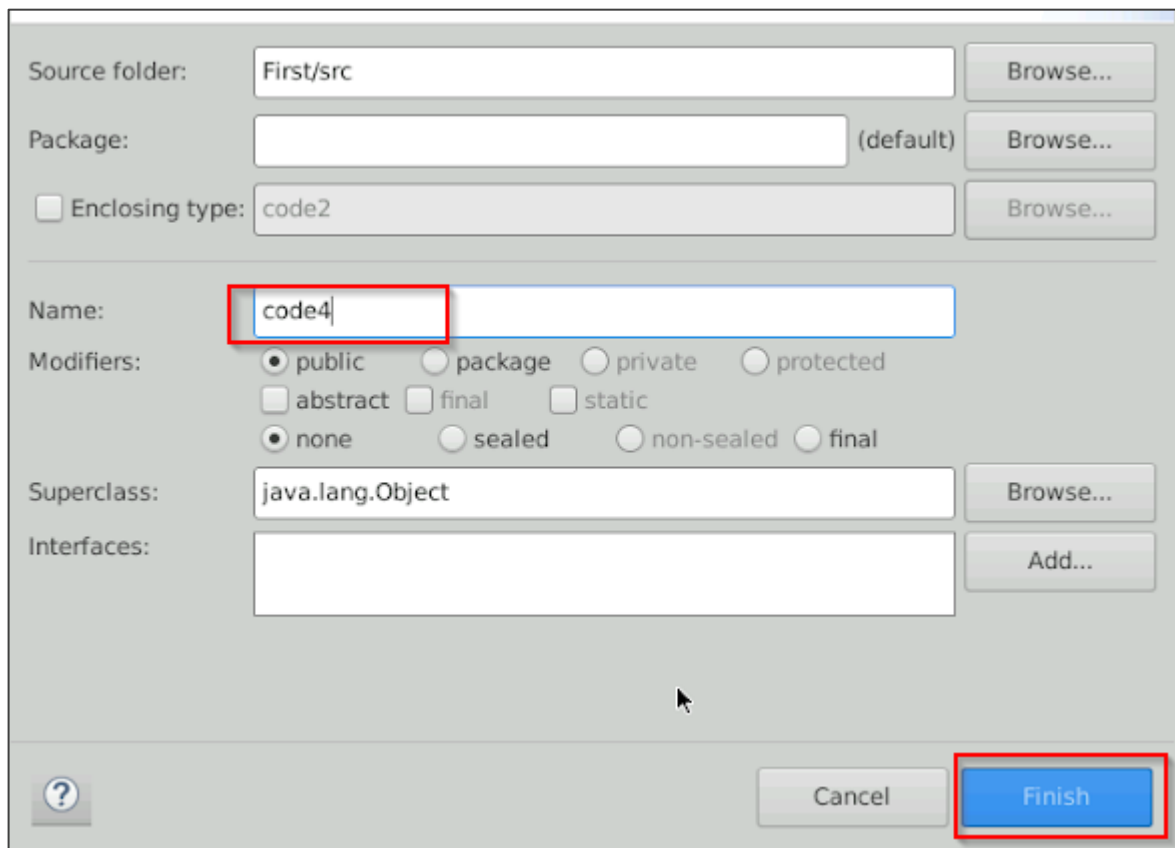 Source folder: First/src Browse...
Package: (default) Browse...
Enclosing type: code2 Browse...
Name: code4
Modifiers: public package private protected
abstract final static
none sealed non-sealed final
Superclass: java.lang.Object Browse...
Interfaces: Add...
? Cancel Finish